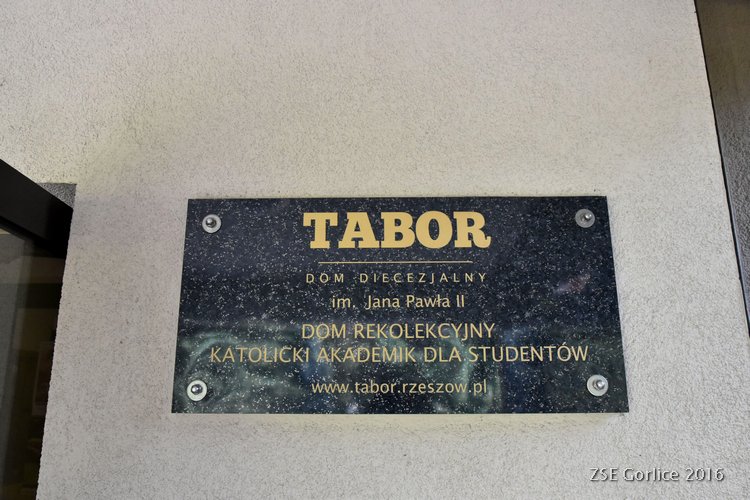 TABOR
DOM DIECEZJALNY
im. Jana Pawła II
DOM REKOLEKCYJNY
KATOLICKI AKADEMIK DLA STUDENTÓW
www.tabor.rzeszow.pl
ZSE Gorlice 2016